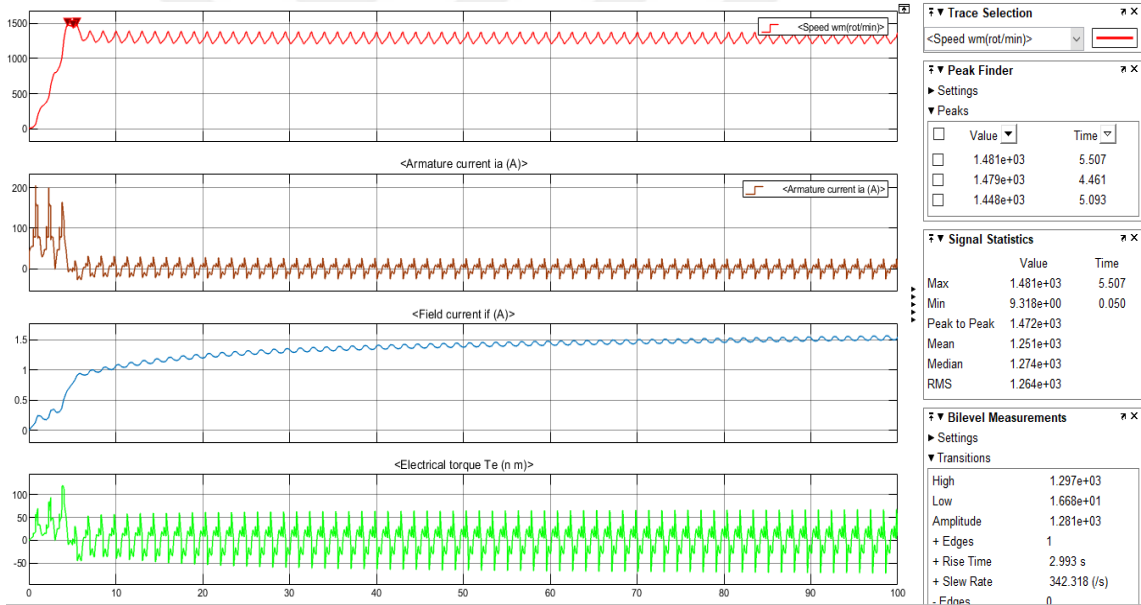 1500
1000
500
0
<Speed wm(rot/min)>
<Armature current ia (A)>
200
100
0
<Armature current ia (A)>
<Field current if (A)>
1.5
1
0.5
0
<Electrical torque Te (n m)>
100
50
0
-50
0 10 20 30 40 50 60 70 80 90 100
Trace Selection
<Speed wm(rot/min)>
Peak Finder
Settings
Peaks
Value Time
1.481e+03 5.507
1.479e+03 4.461
1.448e+03 5.093
Signal Statistics
Value Time
Max 1.481e+03 5.507
Min 9.318e+00 0.050
Peak to Peak 1.472e+03
Mean 1.251e+03
Median 1.274e+03
RMS 1.264e+03
Bilevel Measurements
Settings
Transitions
High 1.297e+03
Low 1.668e+01
Amplitude 1.281e+03
+ Edges 1
+ Rise Time 2.993 s
+ Slew Rate 342.318 (/s)
- Edges 0